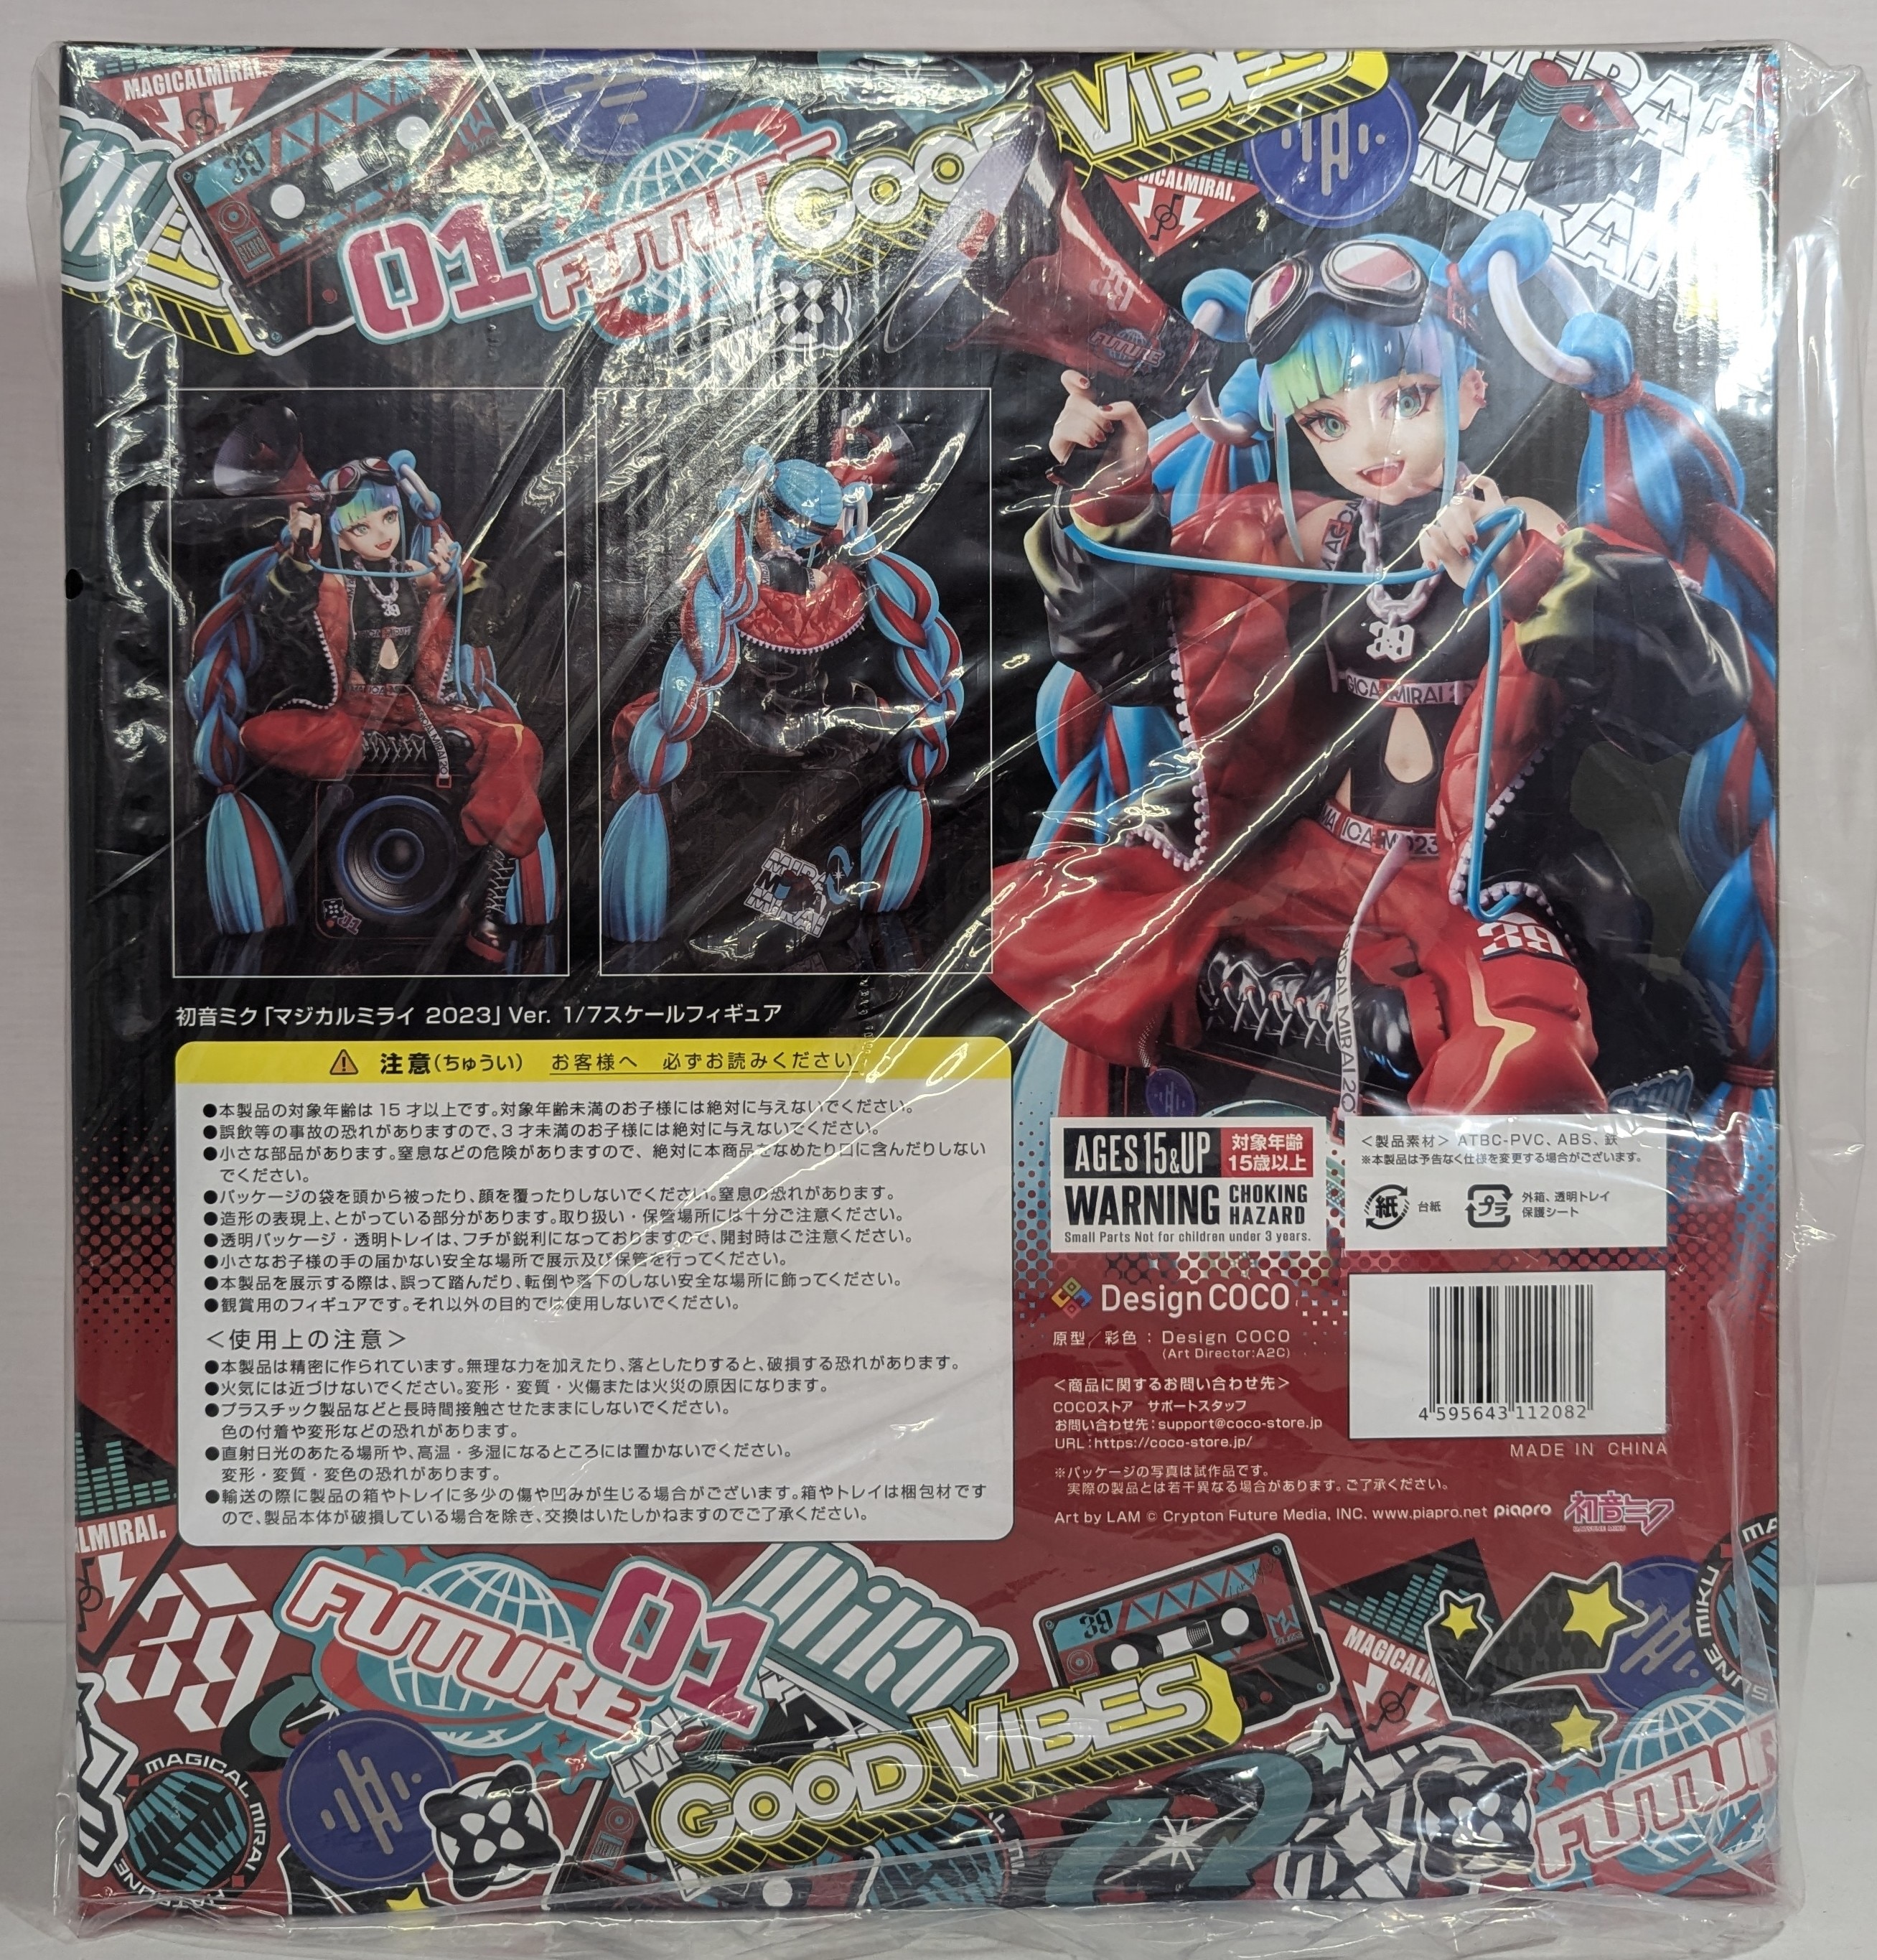 MAGICALMIRAI.
39
STEREO
01
FUTURE
GOOD VIBES
MAGICALMIRAI.
MIRAI
MIRAI
39
FUTURE
39
GICA MIRAI
39
初音ミク「マジカルミライ 2023」Ver. 1/7スケールフィギュア
注意(ちゅうい) お客様へ 必ずお読みください
●本製品の対象年齢は 15 才以上です。対象年齢未満のお子様には絶対に与えないでください。
●誤飲等の事故の恐れがありますので、3 才未満のお子様には絶対に与えないでください。
●小さな部品があります。窒息などの危険がありますので、絶対に本商品をなめたり口に含んだりしない
でください。
●パッケージの袋を頭から被ったり、顔を覆ったりしないでください。窒息の恐れがあります。
●造形の表現上、とがっている部分があります。取り扱い・保管場所には十分ご注意ください。
●透明パッケージ・透明トレイは、フチが鋭利になっておりますので、開封時はご注意ください。
●小さなお子様の手の届かない安全な場所で展示及び保管を行ってください。
●本製品を展示する際は、誤って踏んだり、転倒や落下のしない安全な場所に飾ってください。
●観賞用のフィギュアです。それ以外の目的では使用しないでください。
＜使用上の注意＞
●本製品は精密に作られています。無理な力を加えたり、落としたりすると、破損する恐れがあります。
●火気には近づけないでください。変形・変質・火傷または火災の原因になります。
●プラスチック製品などと長時間接触させたままにしないでください。
色の付着や変形などの恐れがあります。
●直射日光のあたる場所や、高温・多湿になるところには置かないでください。
変形・変質・変色の恐れがあります。
●輸送の際に製品の箱やトレイに多少の傷や凹みが生じる場合がございます。箱やトレイは梱包材です
ので、製品本体が破損している場合を除き、交換はいたしかねますのでご了承ください。
AGES 15 & UP 対象年齢 15歳以上
WARNING CHOKING HAZARD
Small Parts Not for children under 3 years.
＜製品素材＞ ATBC-PVC、ABS、鉄
※本製品は予告なく仕様を変更する場合がございます。
紙 台紙 プラ 外箱、透明トレイ
保護シート
Design COCO
原型／彩色 : Design COCO
(Art Director:A2C)
＜商品に関するお問い合わせ先＞
COCOストア サポートスタッフ
お問い合わせ先：support@coco-store.jp
URL：https://coco-store.jp/
4 595643 112082
MADE IN CHINA
※パッケージの写真は試作品です。
実際の製品とは若干異なる場合があります。ご了承ください。
Art by LAM © Crypton Future Media, INC. www.piapro.net piapro 初音ミク
ALMIRAI.
39
FUTURE
01
miku
39
MAGICALM
GOOD VIBES
MAGICAL MIRAI
FUTURE